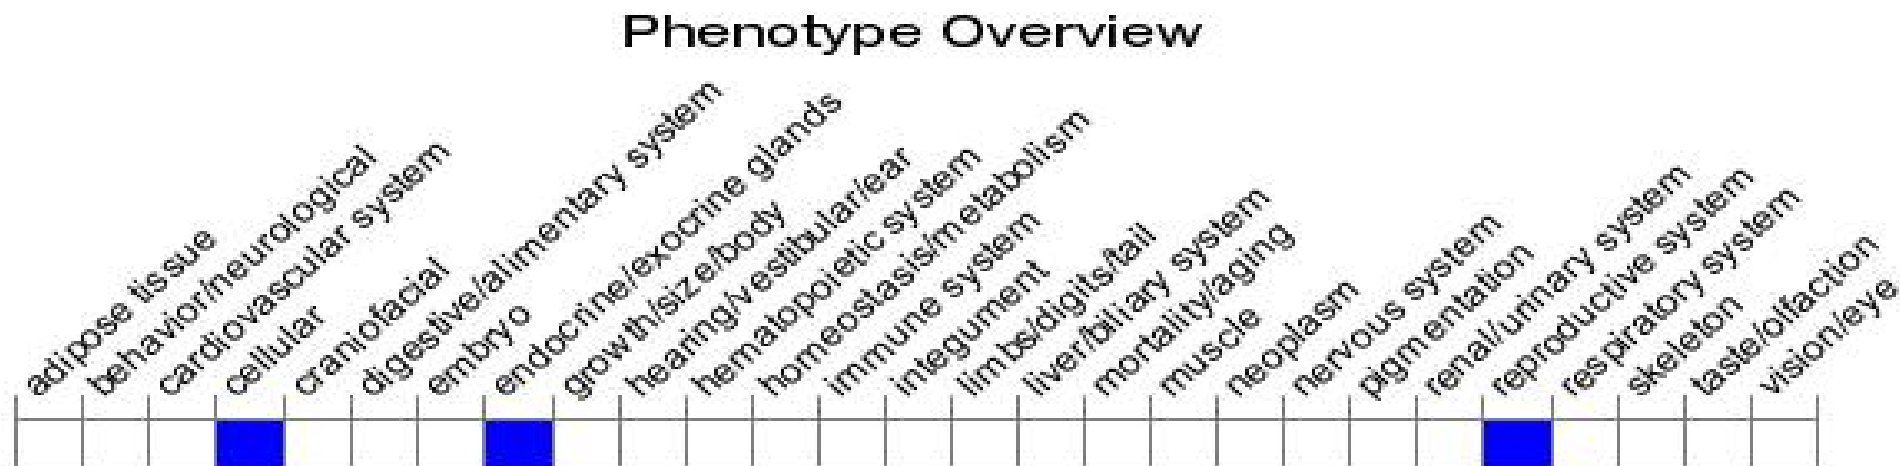 Phenotype Overview
adipose tissue
behavior/neurological
cardiovascular system
cellular
craniofacial
digestive/alimentary system
embryo
endocrine/exocrine glands
growth/size/body
hearing/vestibular/ear
hematopoietic system
homeostasis/metabolism
immune system
integument
limbs/digits/tail
liver/biliary system
mortality/aging
muscle
neoplasm
nervous system
pigmentation
renal/urinary system
reproductive system
respiratory system
skeleton
taste/olfaction
vision/eye